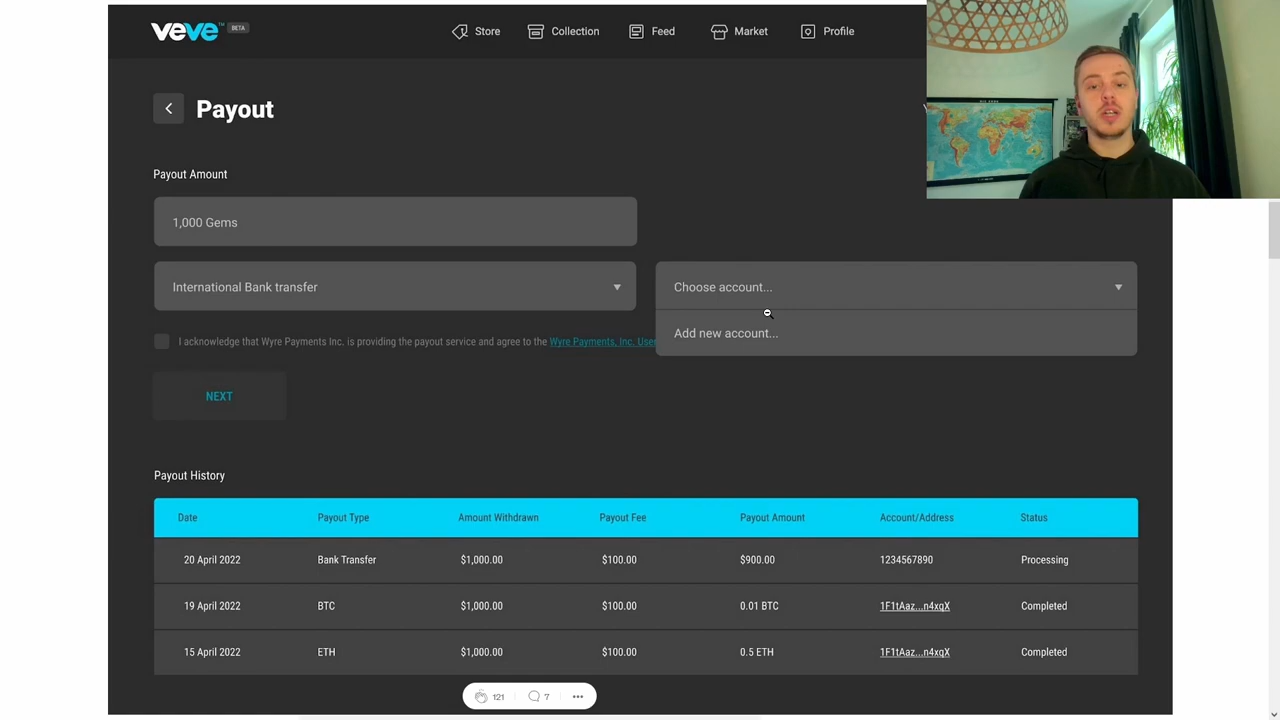 veve™ BETA
Store
Collection
Feed
Market
Profile
Payout
Payout Amount
1,000 Gems
International Bank transfer
Choose account...
Add new account...
I acknowledge that Wyre Payments Inc. is providing the payout service and agree to the Wyre Payments, Inc. User
NEXT
Payout History
Date Payout Type Amount Withdrawn Payout Fee Payout Amount Account/Address Status
20 April 2022 Bank Transfer $1,000.00 $100.00 $900.00 1234567890 Processing
19 April 2022 BTC $1,000.00 $100.00 0.01 BTC 1F1tAaz...n4xqX Completed
15 April 2022 ETH $1,000.00 $100.00 0.5 ETH 1F1tAaz...n4xqX Completed
121 7